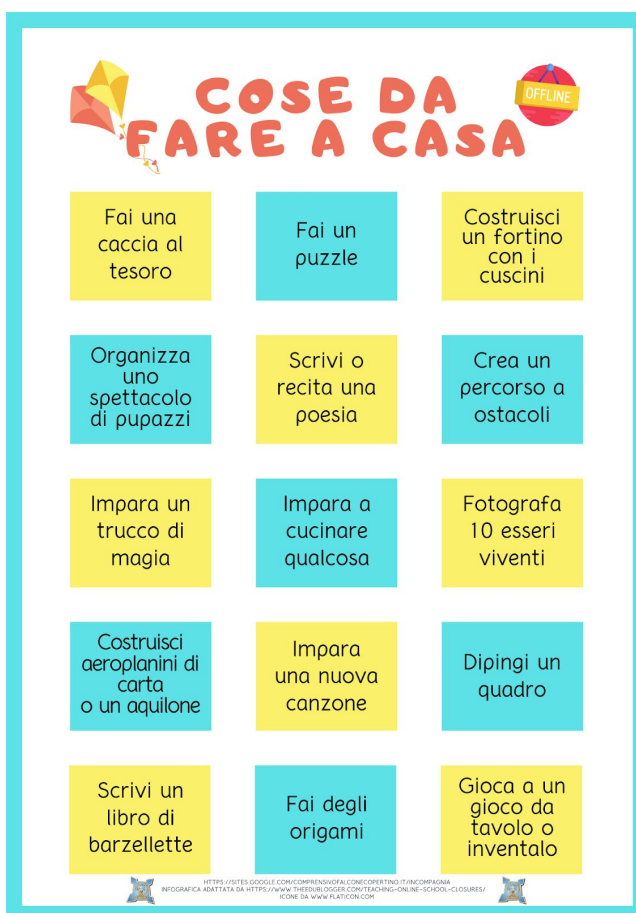 COSE DA
FARE A CASA
OFFLINE
Fai una
caccia al
tesoro
Fai un
puzzle
Costruisci
un fortino
con i
cuscini
Organizza
uno
spettacolo
di pupazzi
Scrivi o
recita una
poesia
Crea un
percorso a
ostacoli
Impara un
trucco di
magia
Impara a
cucinare
qualcosa
Fotografa
10 esseri
viventi
Costruisci
aeroplanini di
carta
o un aquilone
Impara
una nuova
canzone
Dipingi un
quadro
Scrivi un
libro di
barzellette
Fai degli
origami
Gioca a un
gioco da
tavolo o
inventalo
HTTPS://SITES.GOOGLE.COM/COMPRENSIVOFALCONECOPERTINO.IT/INCOMPAGNIA
INFOGRAFICA ADATTATA DA HTTPS://WWW.THEEDUBLOGGER.COM/TEACHING-ONLINE-SCHOOL-CLOSURES/
ICONE DA WWW.FLATICON.COM